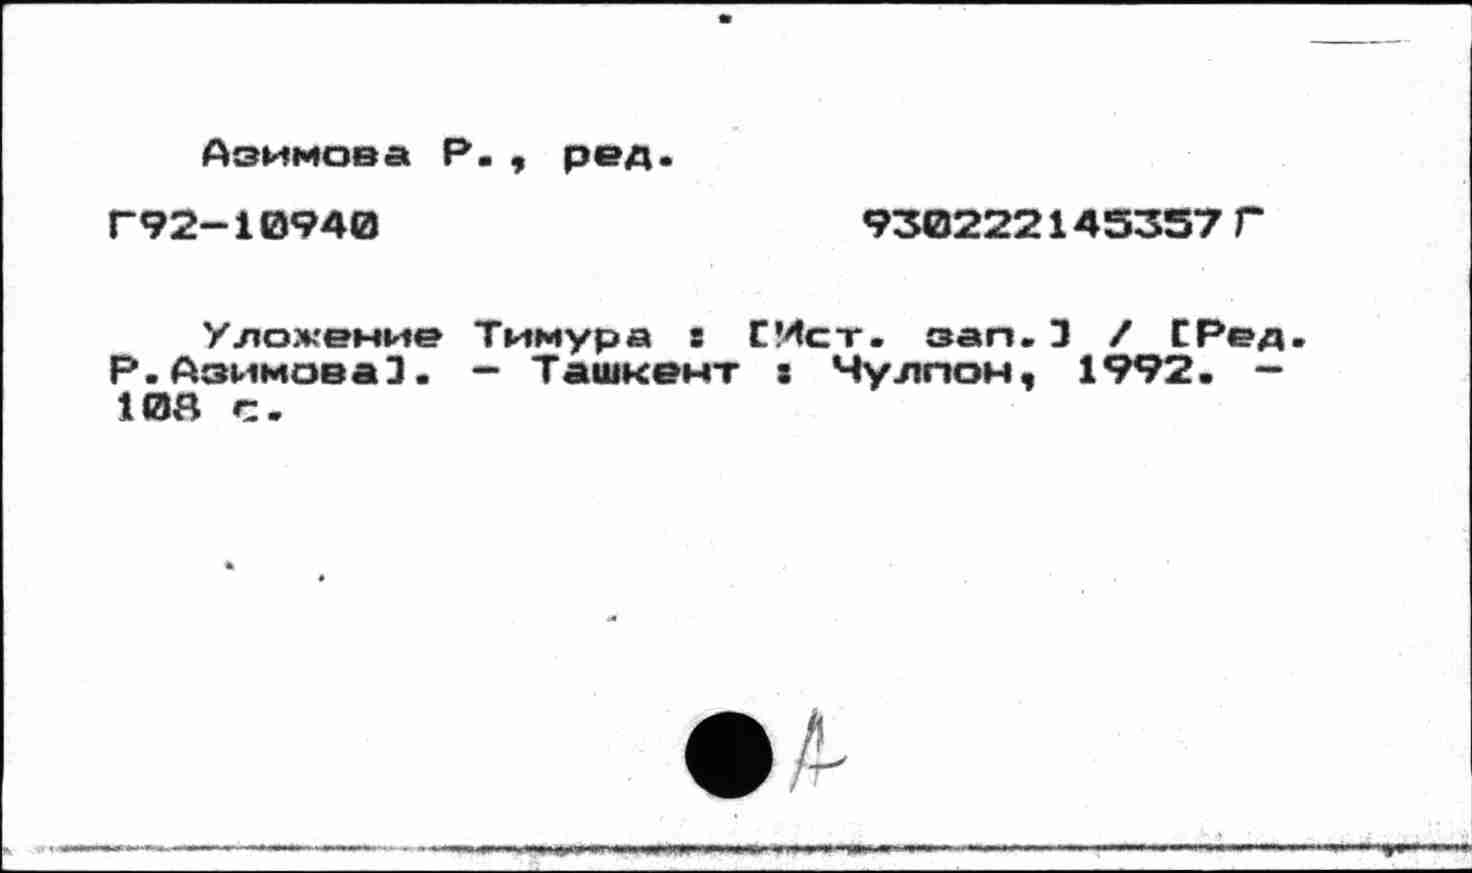 Азимова Р., ред.
Г92-10940 930222145357 Г
Уложение Тимура : [Ист. зап.] / [Ред.
Р.Азимова]. - Ташкент : Чулпон, 1992. -
108 с.
А